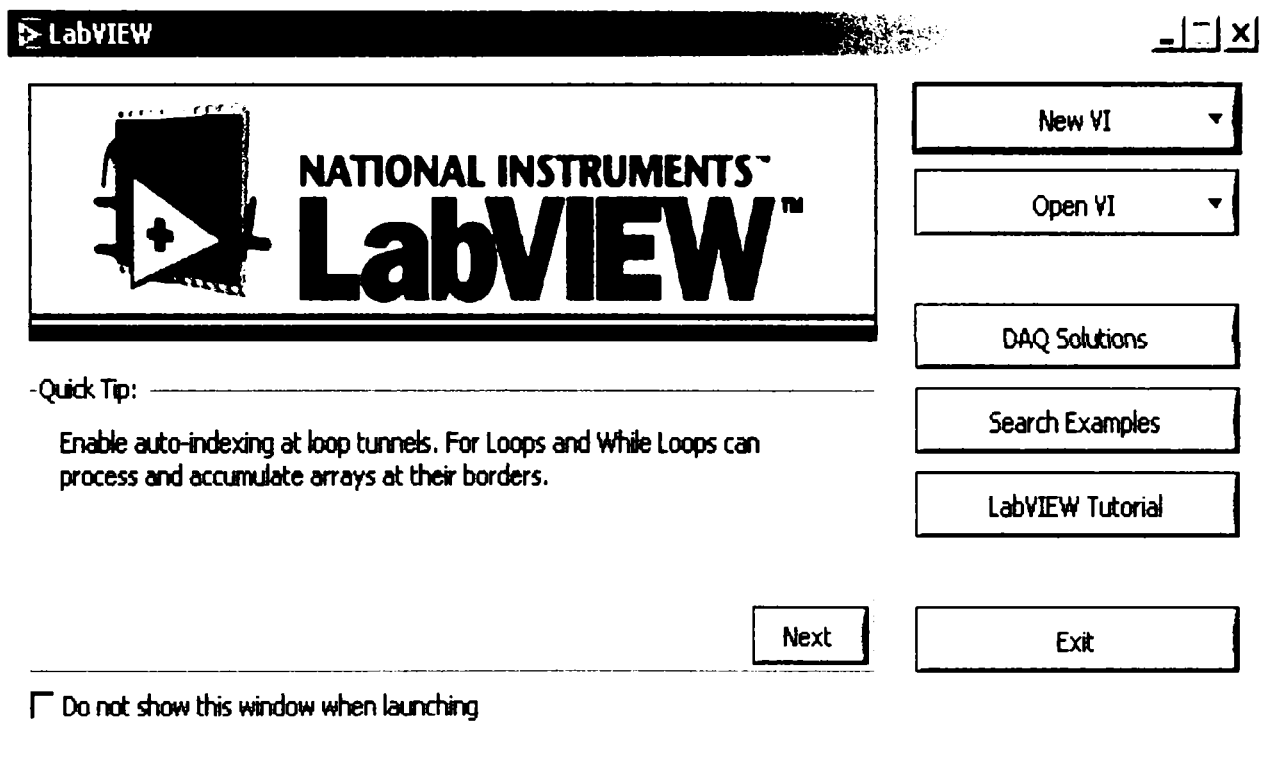 LabVIEW
NATIONAL INSTRUMENTS™
LabVIEW™
Quick Tip:
Enable auto-indexing at loop tunnels. For Loops and While Loops can
process and accumulate arrays at their borders.
Next
Do not show this window when launching
New VI
Open VI
DAQ Solutions
Search Examples
LabVIEW Tutorial
Exit